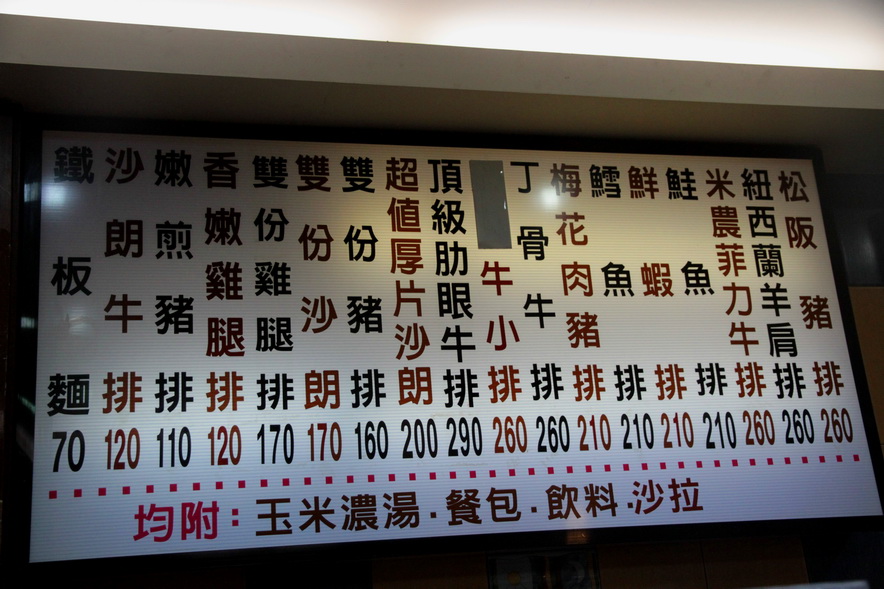 鐵板麵 70
沙朗牛排 120
嫩煎豬排 110
香嫩雞腿排 120
雙份雞腿排 170
雙份沙朗 170
雙份豬排 160
超值厚片沙朗 200
頂級肋眼牛排 290
牛小排 260
丁骨牛排 260
梅花肉豬排 210
鱈魚排 210
鮮蝦排 210
鮭魚排 210
米農菲力牛排 260
紐西蘭羊肩排 260
松阪豬排 260
均附:玉米濃湯.餐包.飲料.沙拉